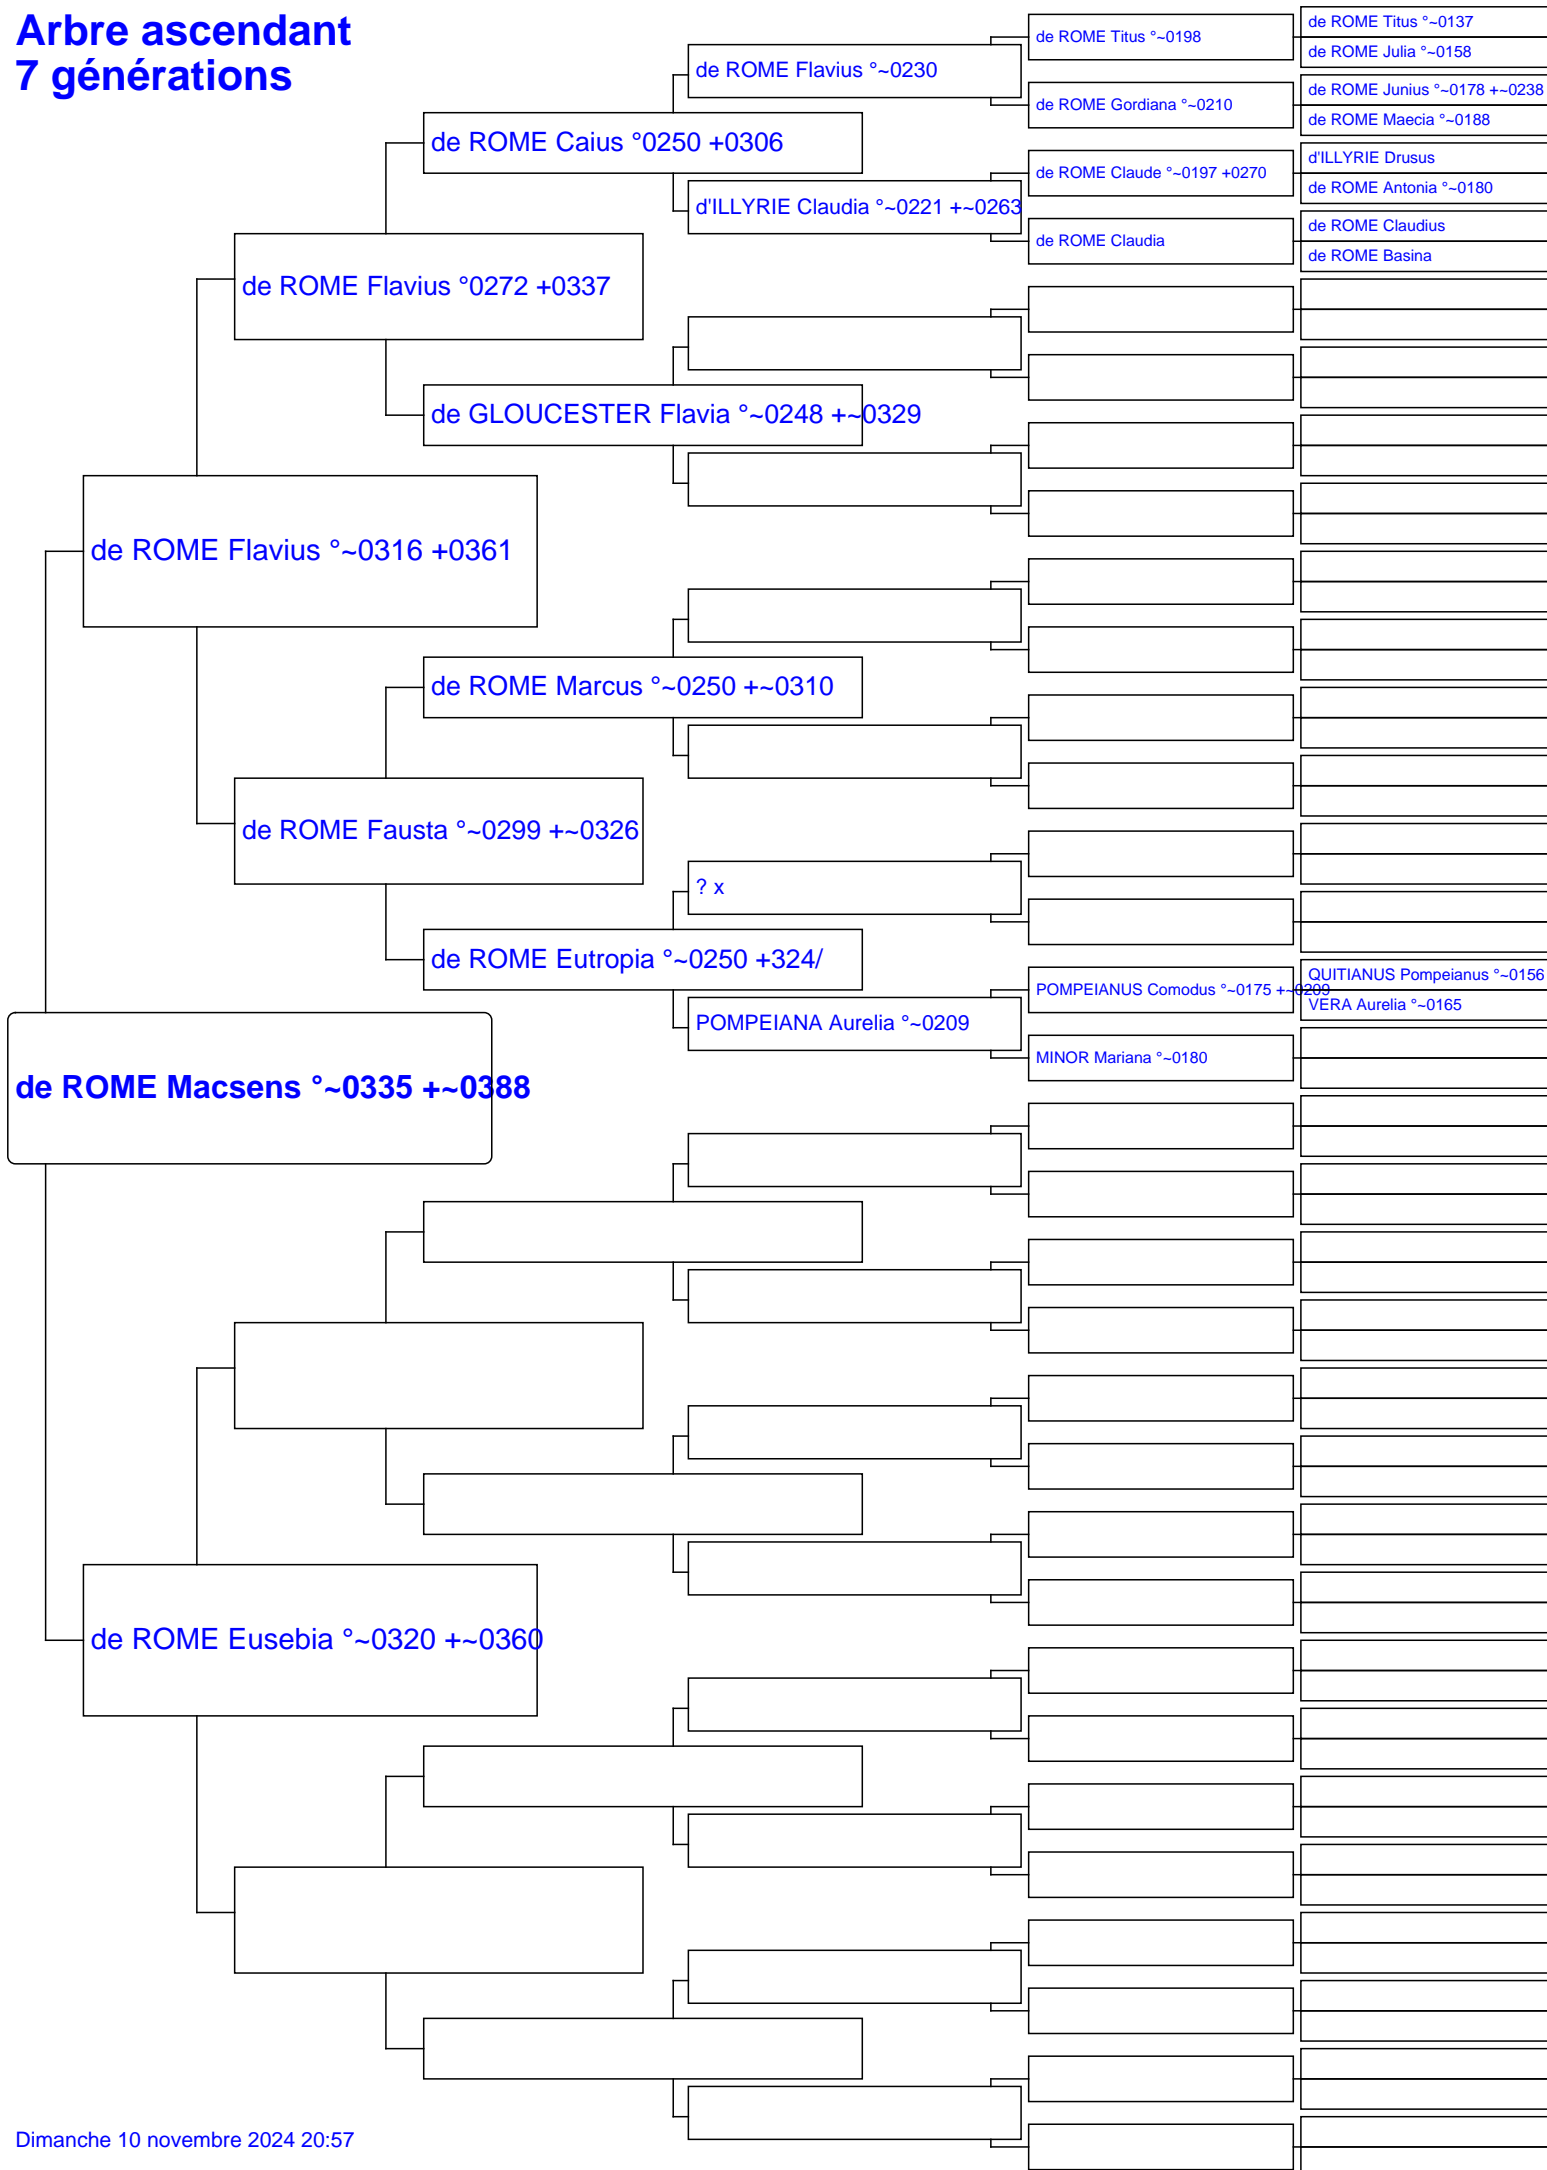 Arbre ascendant
7 générations
de ROME Titus °~0137
de ROME Titus °~0198
de ROME Julia °~0158
de ROME Flavius °~0230
de ROME Junius °~0178 +~0238
de ROME Gordiana °~0210
de ROME Maecia °~0188
de ROME Caius °0250 +0306
d'ILLYRIE Drusus
de ROME Claude °~0197 +0270
de ROME Antonia °~0180
d'ILLYRIE Claudia °~0221 +~0263
de ROME Claudius
de ROME Claudia
de ROME Basina
de ROME Flavius °0272 +0337
de GLOUCESTER Flavia °~0248 +~0329
de ROME Flavius °~0316 +0361
de ROME Marcus °~0250 +~0310
de ROME Fausta °~0299 +~0326
? x
de ROME Eutropia °~0250 +324/
QUITIANUS Pompeianus °~0156
POMPEIANUS Comodus °~0175 +~0209
VERA Aurelia °~0165
POMPEIANA Aurelia °~0209
MINOR Mariana °~0180
de ROME Macsens °~0335 +~0388
de ROME Eusebia °~0320 +~0360
Dimanche 10 novembre 2024 20:57